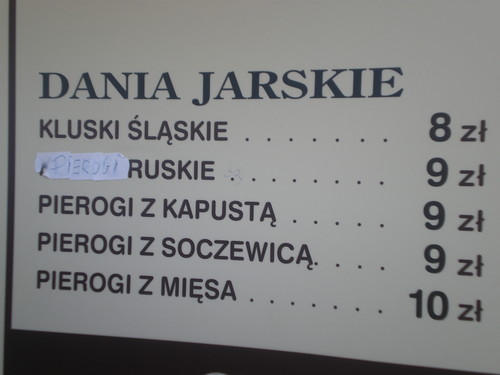 DANIA JARSKIE
KLUSKI ŚLĄSKIE . . . . . . . 8 zł
PIEROGI RUSKIE . . . . . . . 9 zł
PIEROGI Z KAPUSTĄ . . . . . 9 zł
PIEROGI Z SOCZEWICĄ. . . . 9 zł
PIEROGI Z MIĘSA . . . . . . . 10 zł